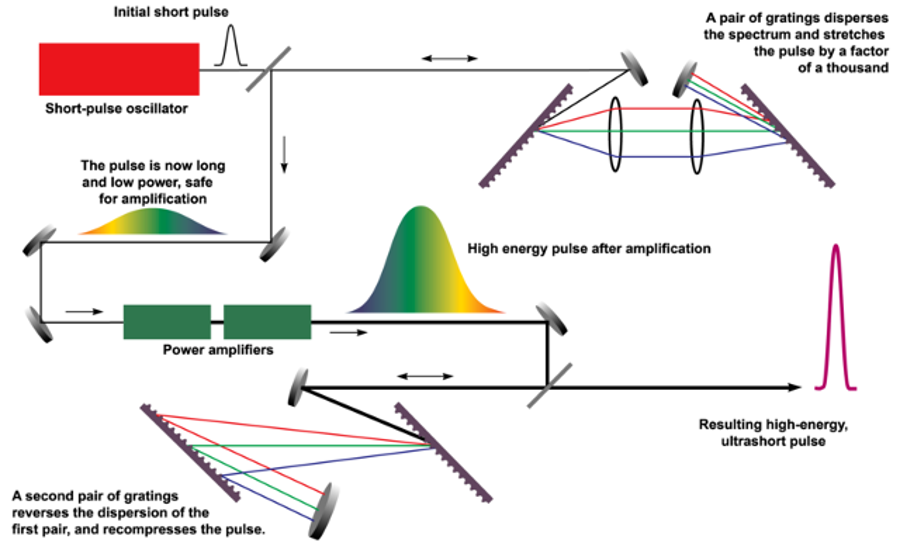 Initial short pulse
A pair of gratings disperses
the spectrum and stretches
the pulse by a factor
of a thousand
Short-pulse oscillator
The pulse is now long
and low power, safe
for amplification
High energy pulse after amplification
Power amplifiers
Resulting high-energy,
ultrashort pulse
A second pair of gratings
reverses the dispersion of the
first pair, and recompresses the pulse.